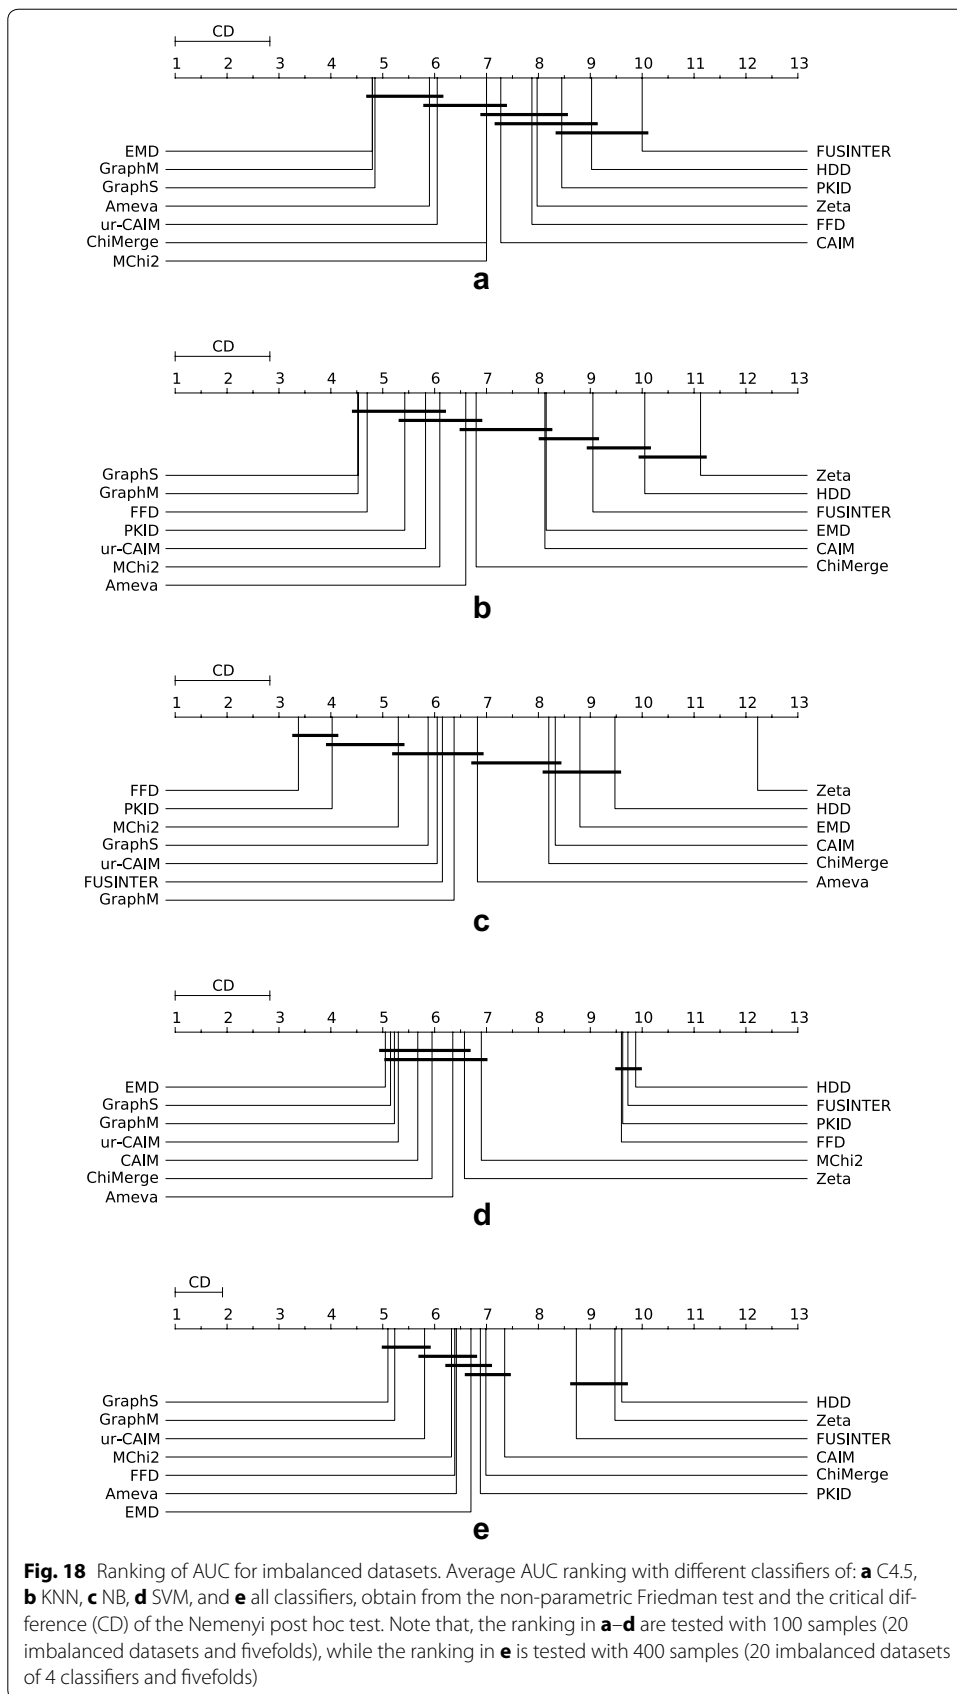 CD
1 2 3 4 5 6 7 8 9 10 11 12 13
EMD FUSINTER
GraphM HDD
GraphS PKID
Ameva Zeta
ur-CAIM FFD
ChiMerge CAIM
MChi2
a
CD
1 2 3 4 5 6 7 8 9 10 11 12 13
GraphS Zeta
GraphM HDD
FFD FUSINTER
PKID EMD
ur-CAIM CAIM
MChi2 ChiMerge
Ameva
b
CD
1 2 3 4 5 6 7 8 9 10 11 12 13
FFD Zeta
PKID HDD
MChi2 EMD
GraphS CAIM
ur-CAIM ChiMerge
FUSINTER Ameva
GraphM
c
CD
1 2 3 4 5 6 7 8 9 10 11 12 13
EMD HDD
GraphS FUSINTER
GraphM PKID
ur-CAIM FFD
CAIM MChi2
ChiMerge Zeta
Ameva
d
CD
1 2 3 4 5 6 7 8 9 10 11 12 13
GraphS HDD
GraphM Zeta
ur-CAIM FUSINTER
MChi2 CAIM
FFD ChiMerge
Ameva PKID
EMD
e
Fig. 18 Ranking of AUC for imbalanced datasets. Average AUC ranking with different classifiers of: a C4.5,
b KNN, c NB, d SVM, and e all classifiers, obtain from the non-parametric Friedman test and the critical dif-
ference (CD) of the Nemenyi post hoc test. Note that, the ranking in a–d are tested with 100 samples (20
imbalanced datasets and fivefolds), while the ranking in e is tested with 400 samples (20 imbalanced datasets
of 4 classifiers and fivefolds)